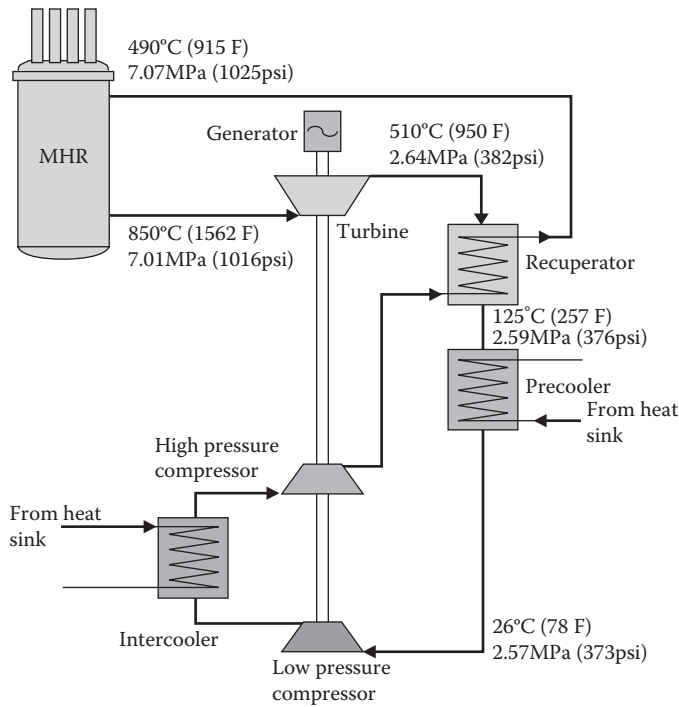 490°C (915 F)
7.07MPa (1025psi)
MHR
Generator
510°C (950 F)
2.64MPa (382psi)
850°C (1562 F)
7.01MPa (1016psi)
Turbine
Recuperator
125°C (257 F)
2.59MPa (376psi)
Precooler
From heat
sink
High pressure
compressor
From heat
sink
Intercooler
26°C (78 F)
2.57MPa (373psi)
Low pressure
compressor